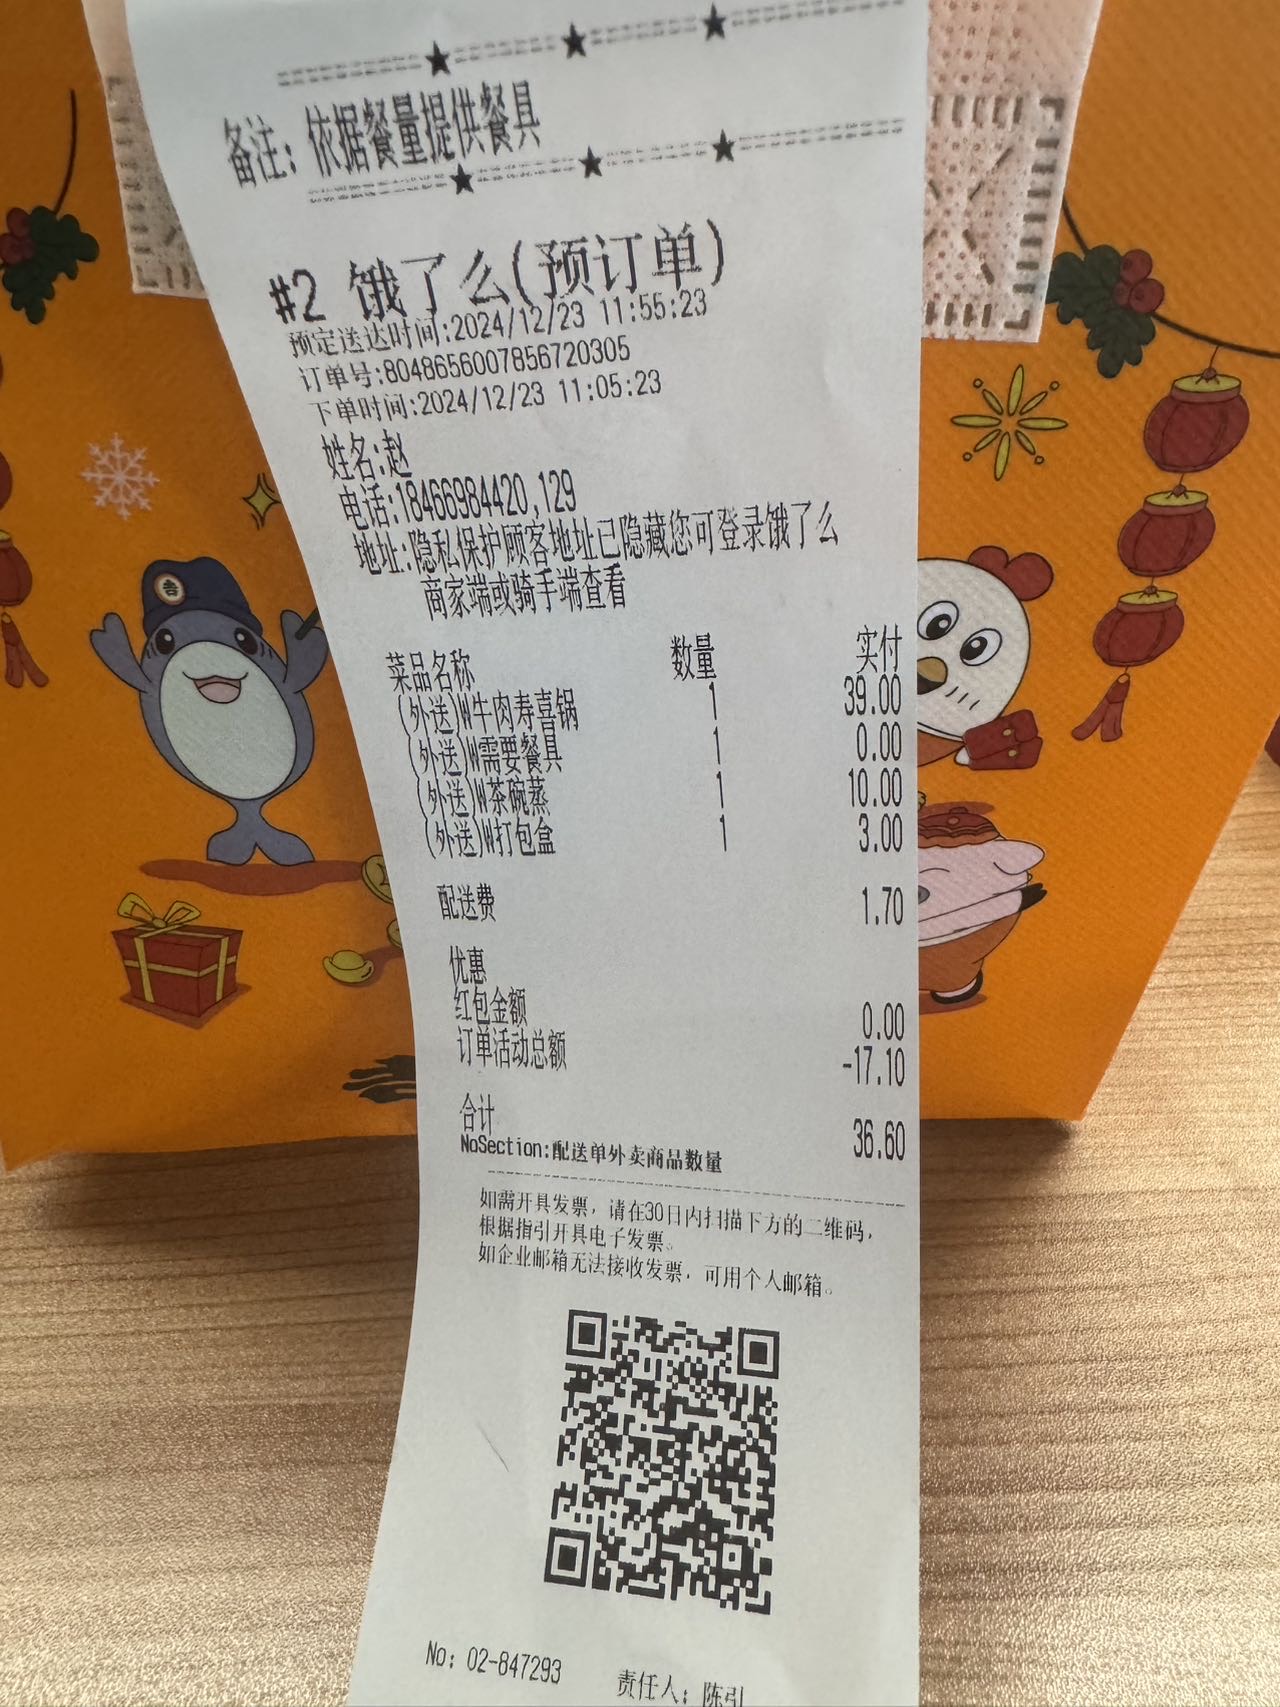 备注：依据餐量提供餐具
#2 饿了么(预订单)
预定送达时间:2024/12/23 11:55:23
订单号:8048656007856720305
下单时间:2024/12/23 11:05:23
姓名:赵
电话:18466984420,129
地址:隐私保护顾客地址已隐藏您可登录饿了么
商家端或骑手端查看
菜品名称 数量 实付
(外送)W牛肉寿喜锅 1 39.00
(外送)W需要餐具 1 0.00
(外送)W茶碗蒸 1 10.00
(外送)W打包盒 1 3.00
配送费 1.70
优惠
红包金额 0.00
订单活动总额 -17.10
合计 36.60
NoSection:配送单外卖商品数量
如需开具发票，请在30日内扫描下方的二维码，
根据指引开具电子发票。
如企业邮箱无法接收发票，可用个人邮箱。
No: 02-847293 责任人: 陈引
吉